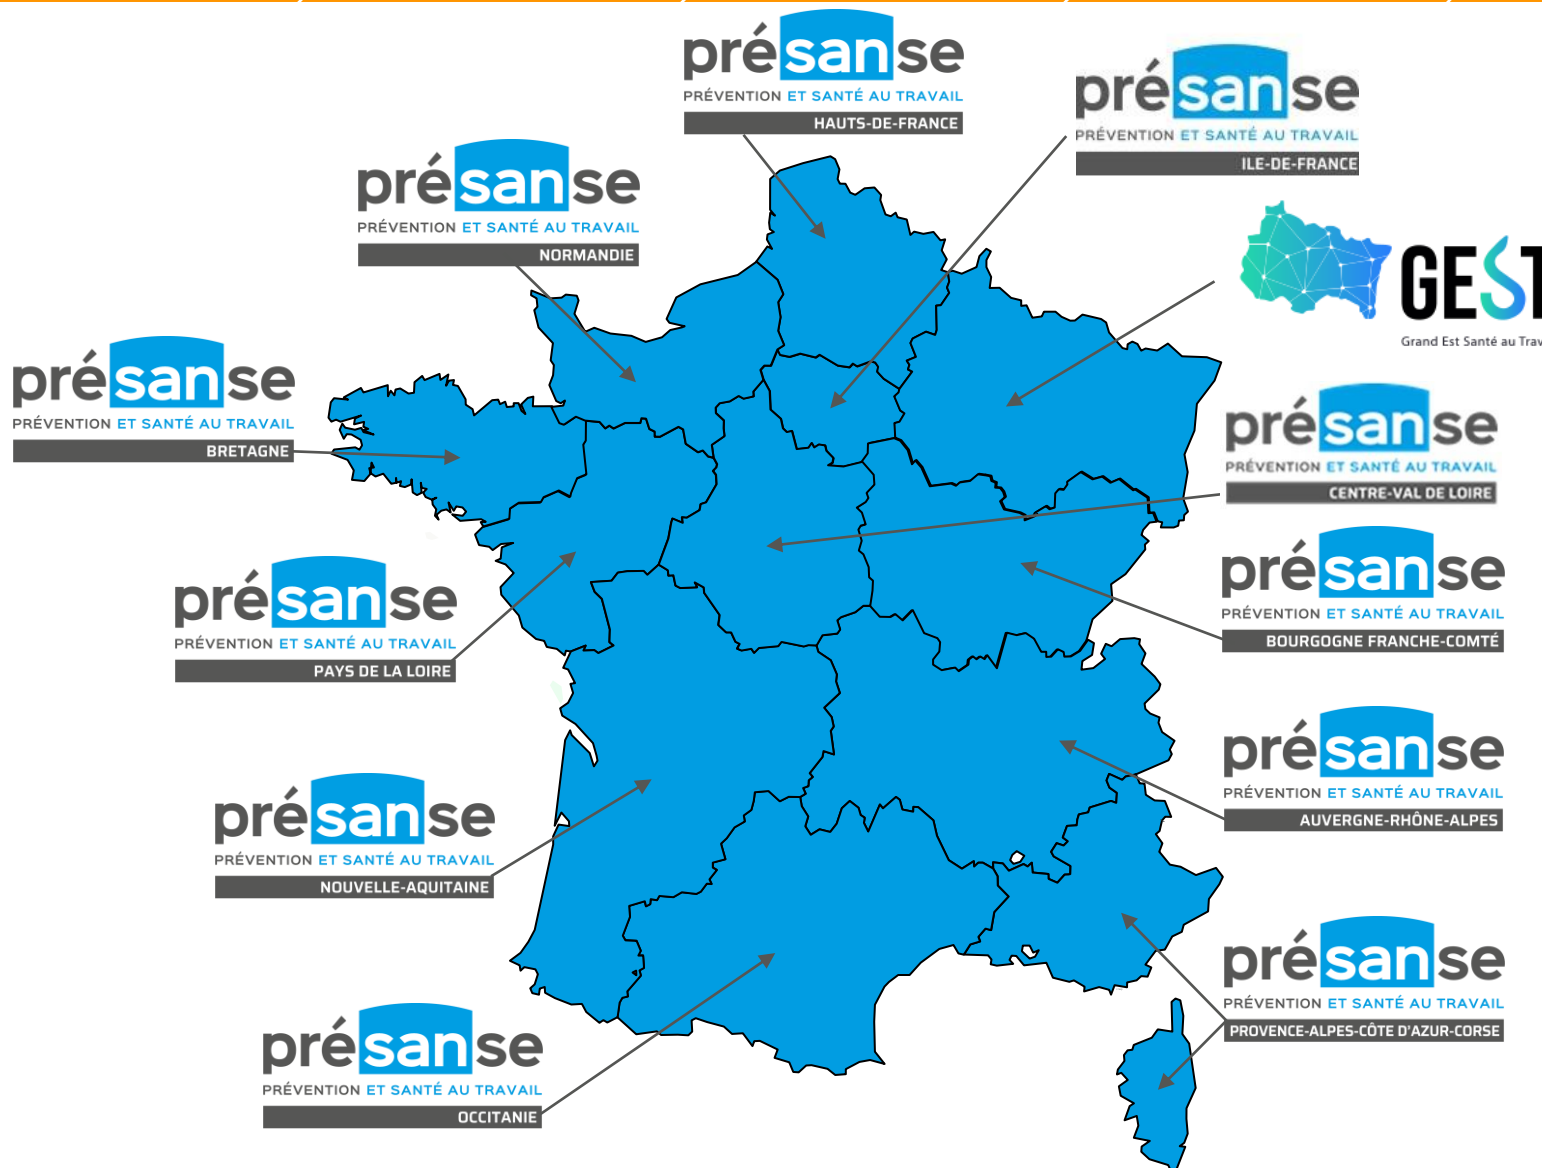 présanse
PRÉVENTION ET SANTÉ AU TRAVAIL
HAUTS-DE-FRANCE
présanse
PRÉVENTION ET SANTÉ AU TRAVAIL
ILE-DE-FRANCE
présanse
PRÉVENTION ET SANTÉ AU TRAVAIL
NORMANDIE
GEST
Grand Est Santé au Trav
présanse
PRÉVENTION ET SANTÉ AU TRAVAIL
BRETAGNE
présanse
PRÉVENTION ET SANTÉ AU TRAVAIL
CENTRE-VAL DE LOIRE
présanse
PRÉVENTION ET SANTÉ AU TRAVAIL
BOURGOGNE FRANCHE-COMTÉ
présanse
PRÉVENTION ET SANTÉ AU TRAVAIL
PAYS DE LA LOIRE
présanse
PRÉVENTION ET SANTÉ AU TRAVAIL
AUVERGNE-RHÔNE-ALPES
présanse
PRÉVENTION ET SANTÉ AU TRAVAIL
NOUVELLE-AQUITAINE
présanse
PRÉVENTION ET SANTÉ AU TRAVAIL
PROVENCE-ALPES-CÔTE D'AZUR-CORSE
présanse
PRÉVENTION ET SANTÉ AU TRAVAIL
OCCITANIE